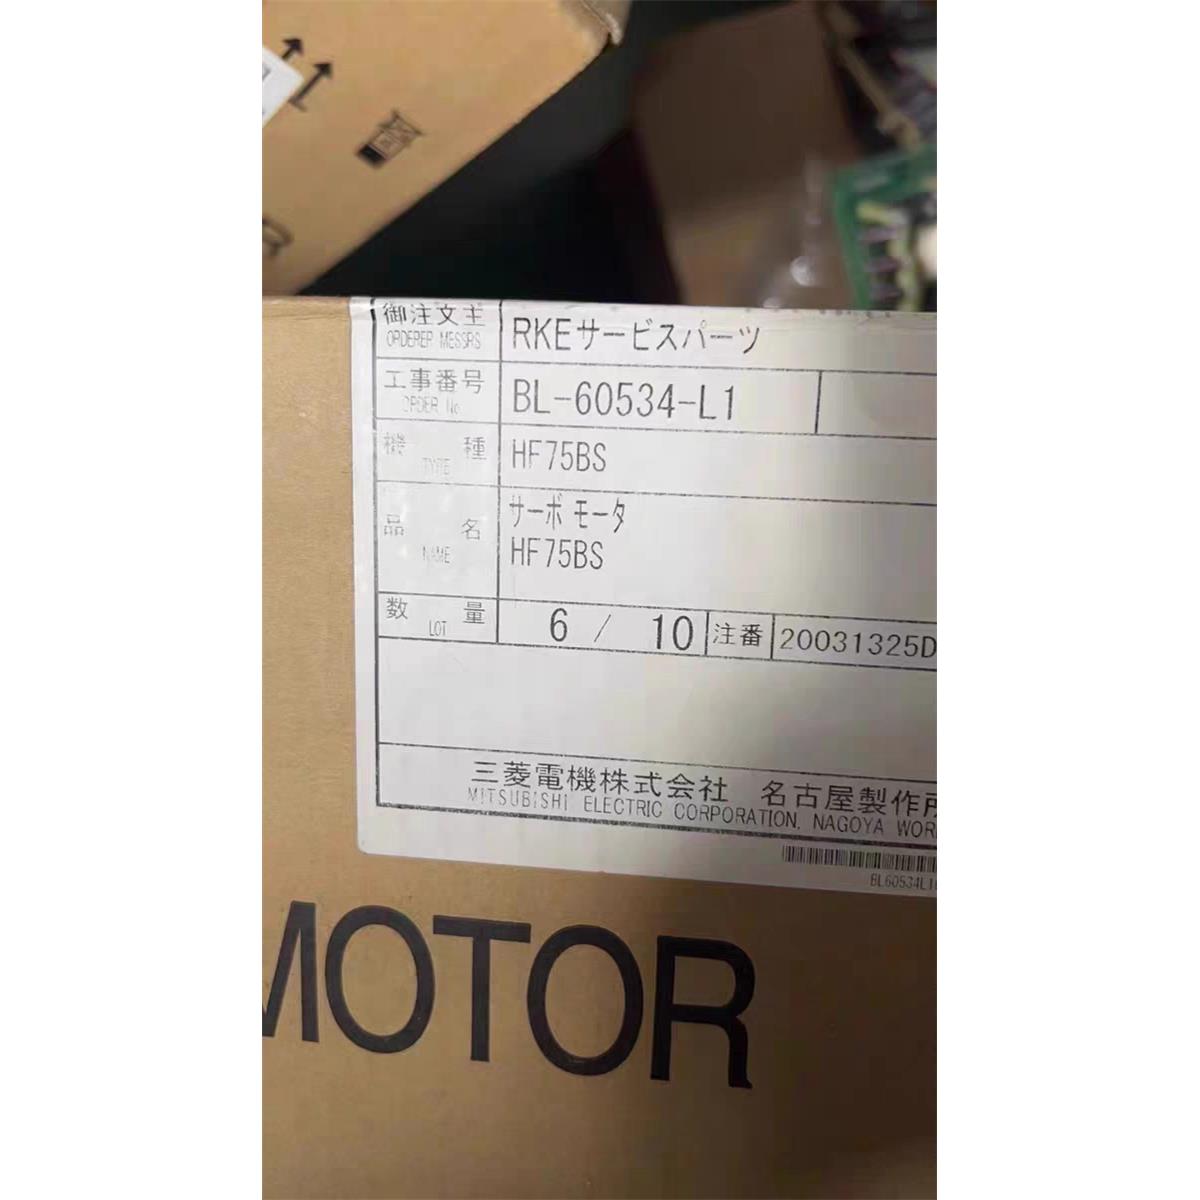 御注文主 RKEサービスパーツ
ORDERER MESSRS
工事番号 BL-60534-L1
ORDER No.
機 種 HF75BS
TYPE
品 名 サーボ モータ
NAME HF75BS
数 量 6 / 10 注番 20031325D
LOT
三菱電機株式会社 名古屋製作所
MITSUBISHI ELECTRIC CORPORATION, NAGOYA WOR
BL60534L1
MOTOR